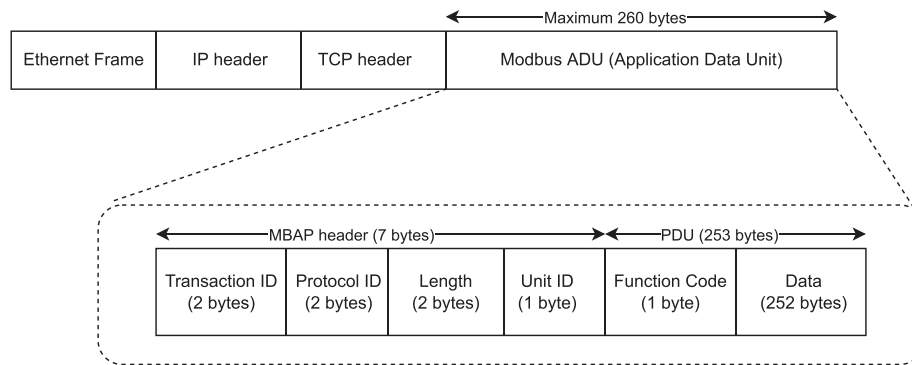 Maximum 260 bytes
Ethernet Frame
IP header
TCP header
Modbus ADU (Application Data Unit)
MBAP header (7 bytes)
PDU (253 bytes)
Transaction ID
(2 bytes)
Protocol ID
(2 bytes)
Length
(2 bytes)
Unit ID
(1 byte)
Function Code
(1 byte)
Data
(252 bytes)